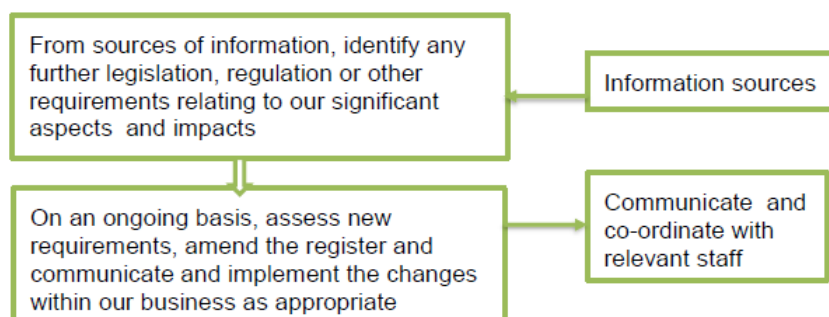 From sources of information, identify any
further legislation, regulation or other
requirements relating to our significant
aspects and impacts
Information sources
On an ongoing basis, assess new
requirements, amend the register and
communicate and implement the changes
within our business as appropriate
Communicate and
co-ordinate with
relevant staff